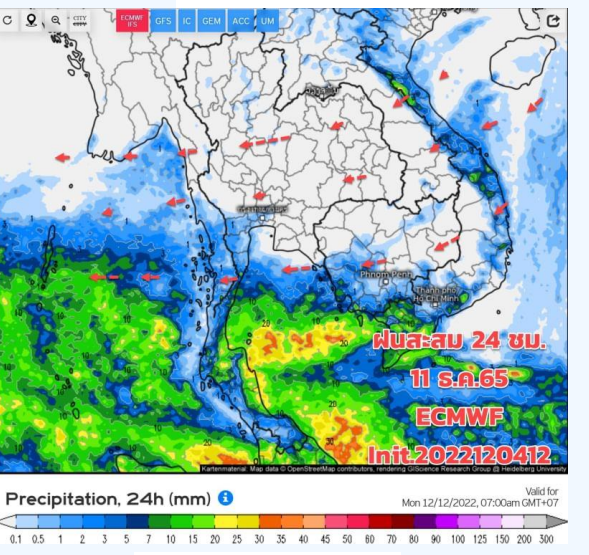 CITY
ECMWF IFS GFS IC GEM ACC UM
Phnom Penh
Thành phố
Hồ Chí Minh
ฝนสะสม 24 ชม.
11 ธ.ค.65
ECMWF
Init.2022120412
Kartenmaterial: Map data © OpenStreetMap contributors, rendering GIScience Research Group @ Heidelberg University
Precipitation, 24h (mm)
Valid for
Mon 12/12/2022, 07:00am GMT+07
0.1 0.5 1 2 3 5 7 10 15 20 25 30 35 40 45 50 60 70 80 90 100 125 150 200 300